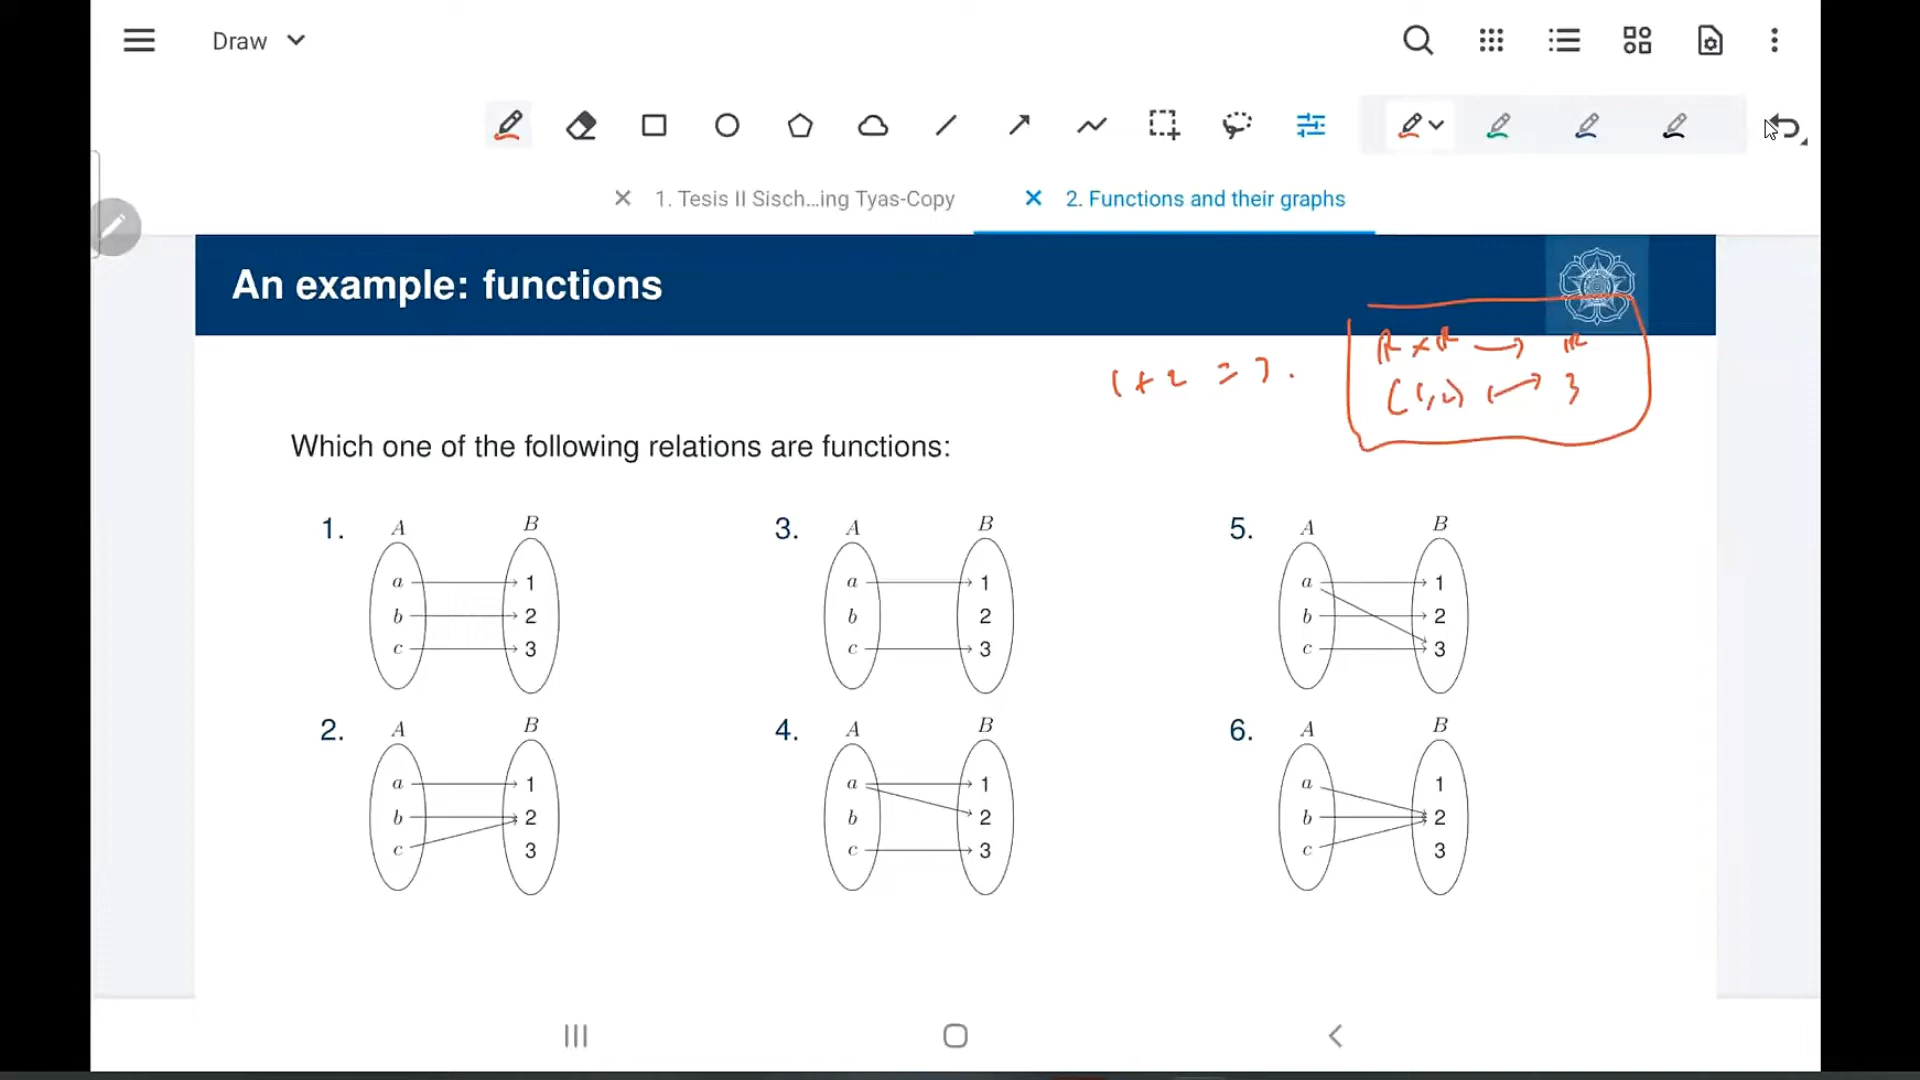 Draw
1. Tesis II Sisch...ing Tyas-Copy
2. Functions and their graphs
An example: functions
1+2 = 3.
R × R → R
(1,2) ↦ 3
Which one of the following relations are functions:
1.
A B
a 1
b 2
c 3
3.
A B
a 1
b 2
c 3
5.
A B
a 1
b 2
c 3
2.
A B
a 1
b 2
c 3
4.
A B
a 1
b 2
c 3
6.
A B
a 1
b 2
c 3